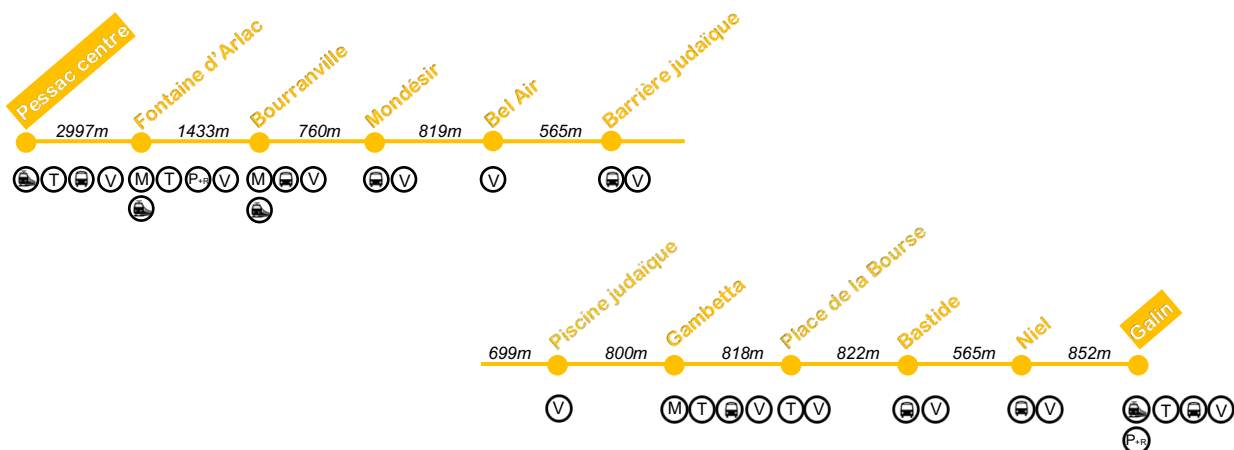 Pessac centre
Fontaine d'Arlac
Bourranville
Mondésir
Bel Air
Barrière judaïque
2997m 1433m 760m 819m 565m
T V M T P+R V M V V V V
Piscine judaïque
Gambetta
Place de la Bourse
Bastide
Niel
Galin
699m 800m 818m 822m 565m 852m
V M T V T V V V T V
P+R